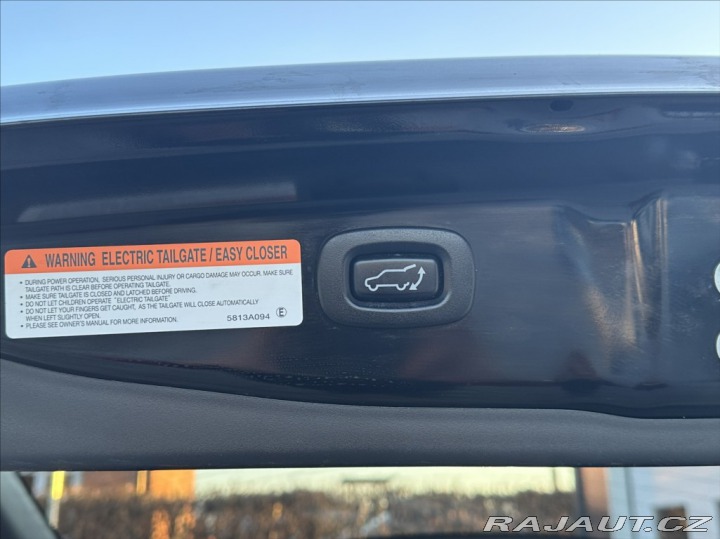 WARNING ELECTRIC TAILGATE / EASY CLOSER
• DURING POWER OPERATION, SERIOUS PERSONAL INJURY OR CARGO DAMAGE MAY OCCUR, MAKE SURE
TAILGATE PATH IS CLEAR BEFORE OPERATING TAILGATE.
• MAKE SURE TAILGATE IS CLOSED AND LATCHED BEFORE DRIVING.
• DO NOT LET CHILDREN OPERATE "ELECTRIC TAILGATE"
• DO NOT LET YOUR FINGERS GET CAUGHT, AS THE TAILGATE WILL CLOSE AUTOMATICALLY
WHEN LEFT SLIGHTLY OPEN.
• PLEASE SEE OWNER'S MANUAL FOR MORE INFORMATION.
5813A094 E
RAJAUT.CZ